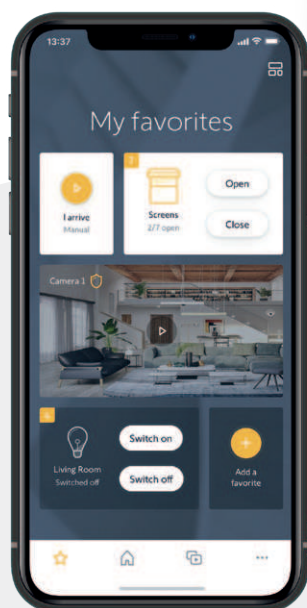 13:37
My favorites
I arrive
Manual
Screens
2/7 open
Open
Close
Camera 1
Living Room
Switched off
Switch on
Switch off
Add a
favorite